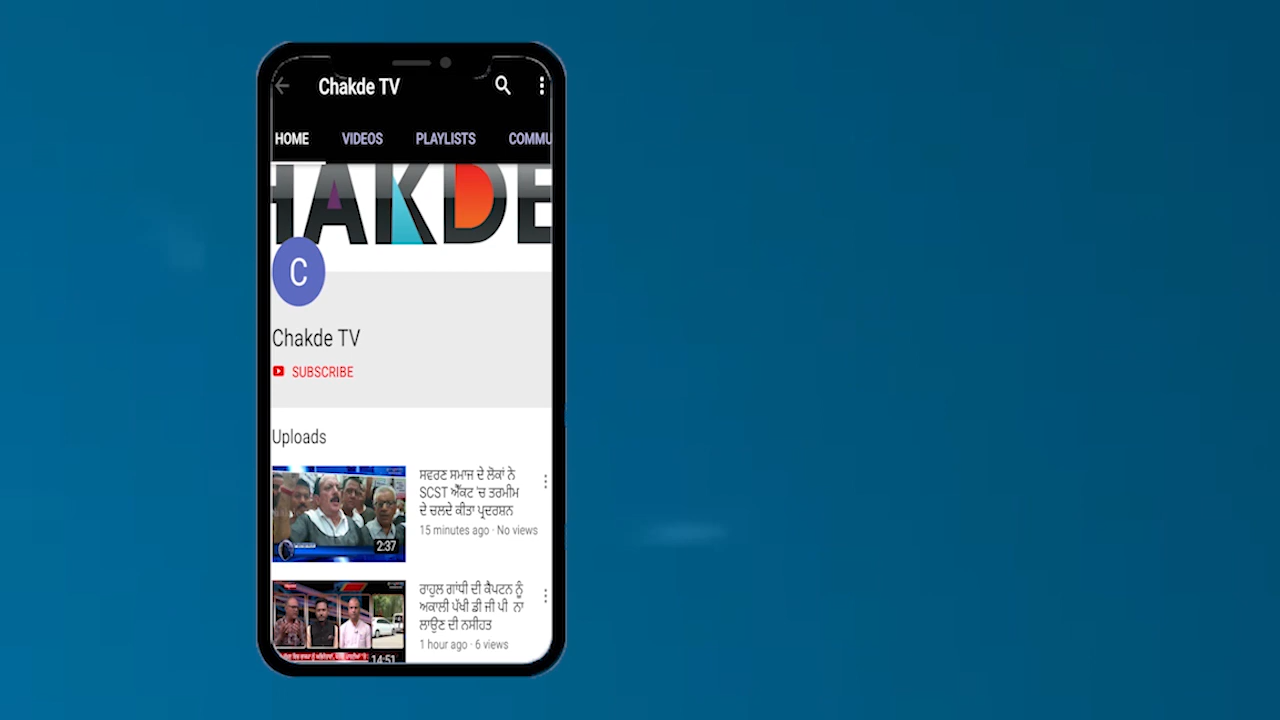 Chakde TV
HOME VIDEOS PLAYLISTS COMMU
HAKDE
C
Chakde TV
SUBSCRIBE
Uploads
ਸਵਰਣ ਸਮਾਜ ਦੇ ਲੋਕਾਂ ਨੇ
SCST ਐੱਕਟ 'ਚ ਤਰਮੀਮ
ਦੇ ਚਲਦੇ ਕੀਤਾ ਪ੍ਰਦਰਸ਼ਨ
15 minutes ago · No views
2:37
ਰਾਹੁਲ ਗਾਂਧੀ ਦੀ ਕੈਪਟਨ ਨੂੰ
ਅਕਾਲੀ ਪੱਖੀ ਡੀ ਜੀ ਪੀ ਨਾ
ਲਾਉਣ ਦੀ ਨਸੀਹਤ
1 hour ago · 6 views
14:51